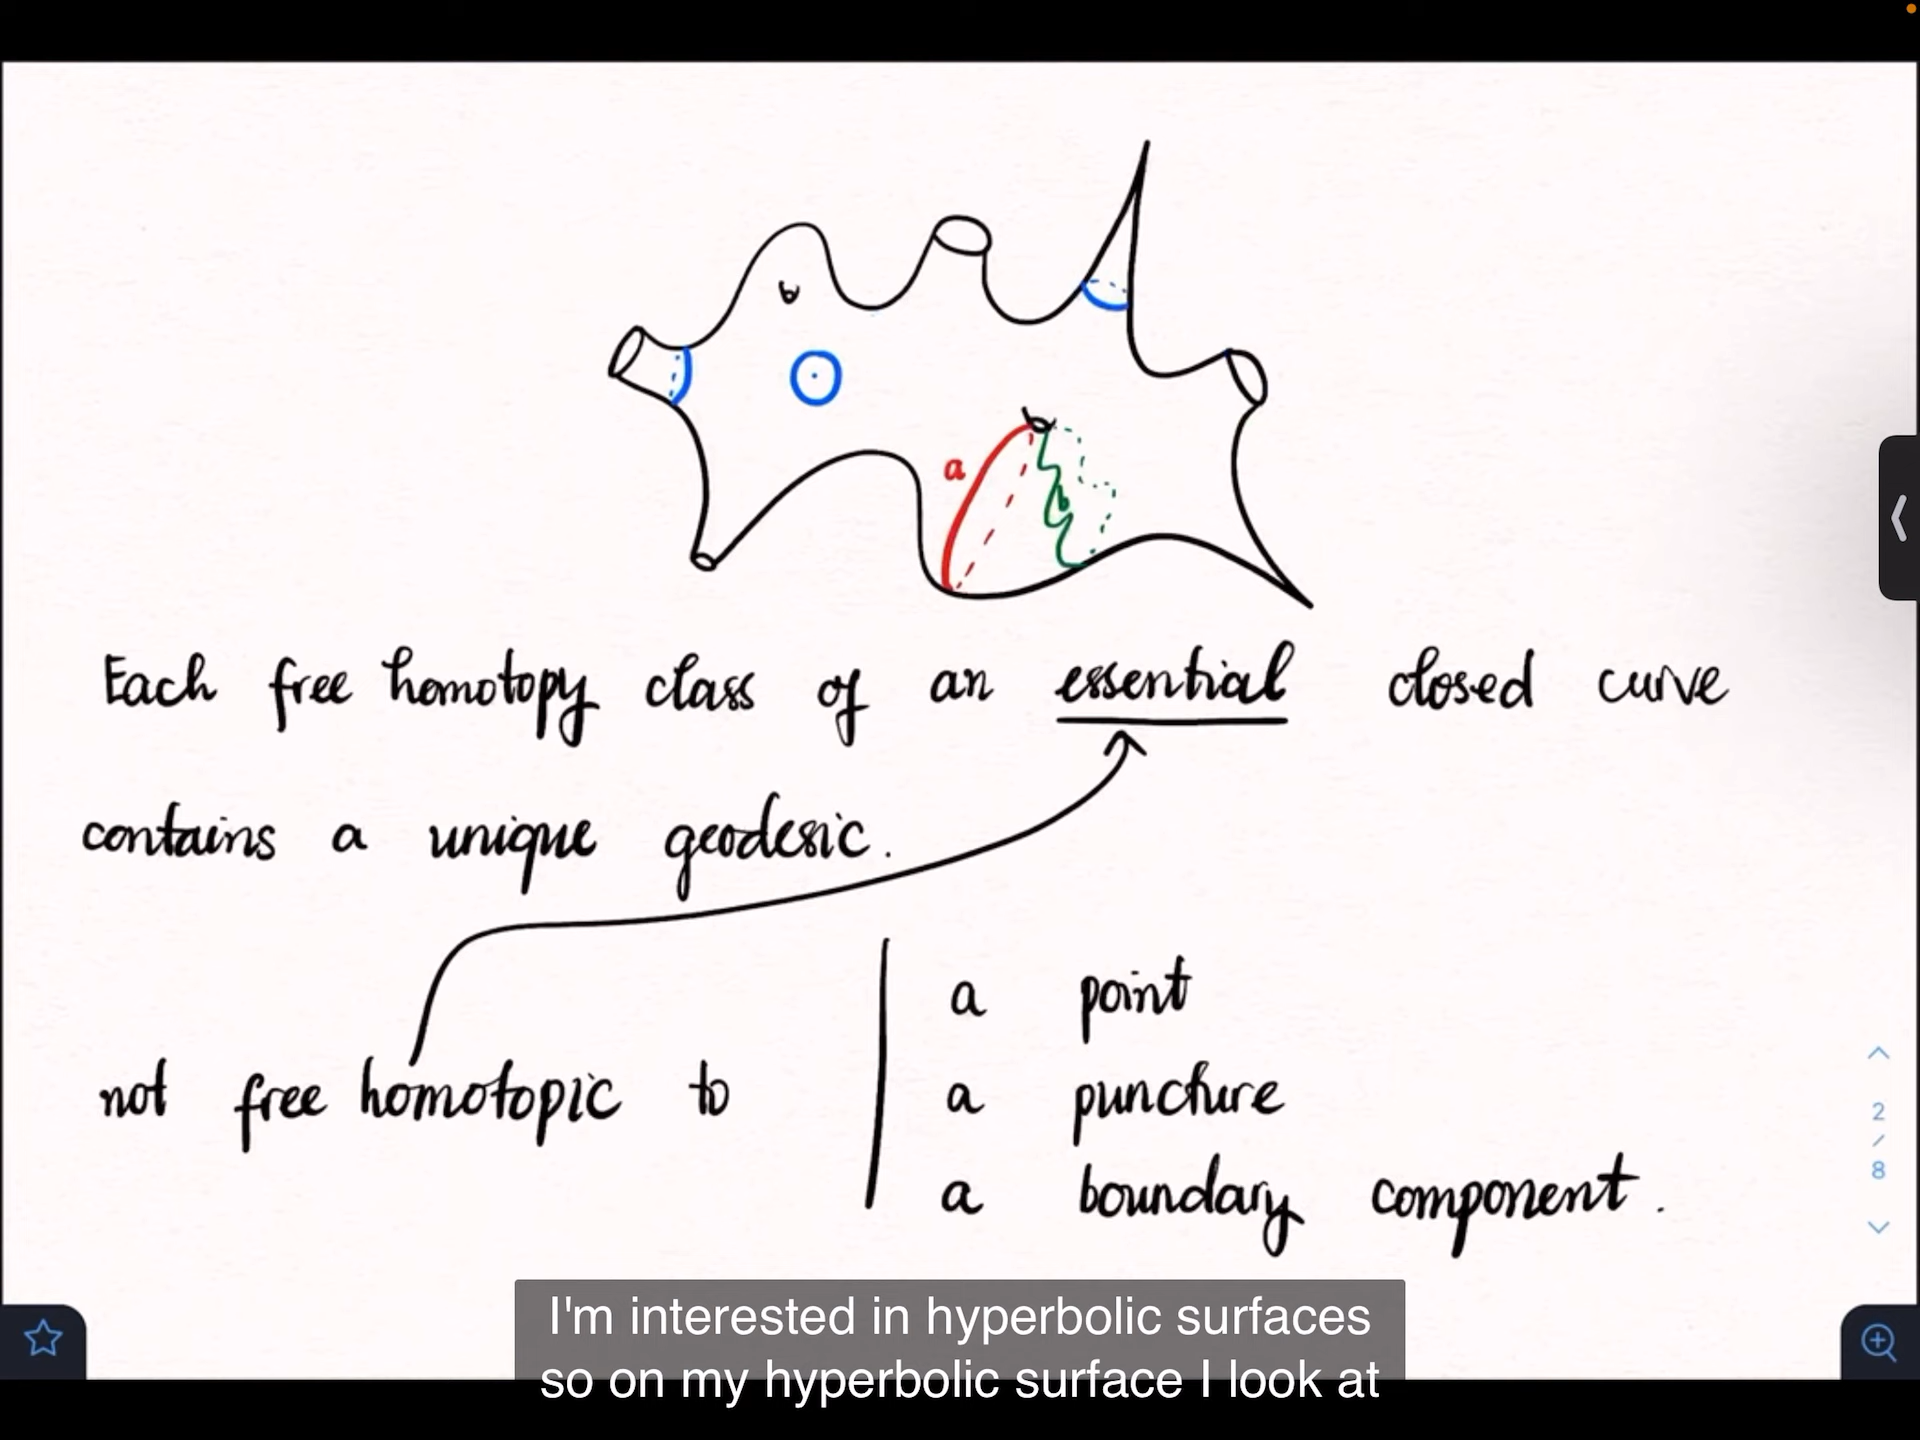 a
b
Each free homotopy class of an essential closed curve
contains a unique geodesic.
a point
not free homotopic to a puncture
a boundary component.
2
/
8
I'm interested in hyperbolic surfaces
so on my hyperbolic surface I look at